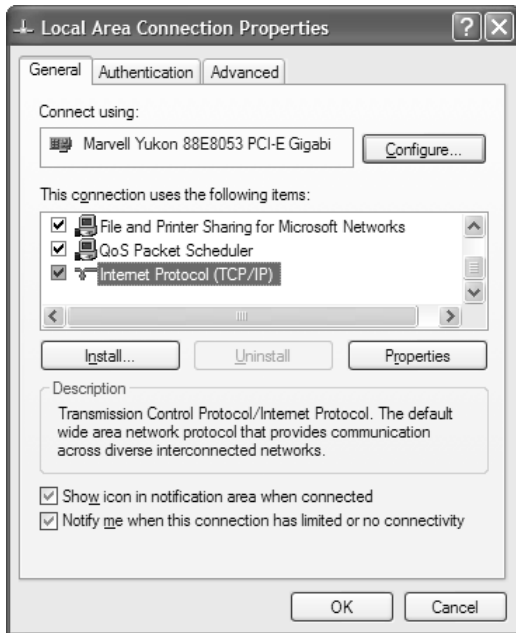 Local Area Connection Properties
General
Authentication
Advanced
Connect using:
Marvell Yukon 88E8053 PCI-E Gigabi
Configure...
This connection uses the following items:
File and Printer Sharing for Microsoft Networks
QoS Packet Scheduler
Internet Protocol (TCP/IP)
Install...
Uninstall
Properties
Description
Transmission Control Protocol/Internet Protocol. The default
wide area network protocol that provides communication
across diverse interconnected networks.
Show icon in notification area when connected
Notify me when this connection has limited or no connectivity
OK
Cancel